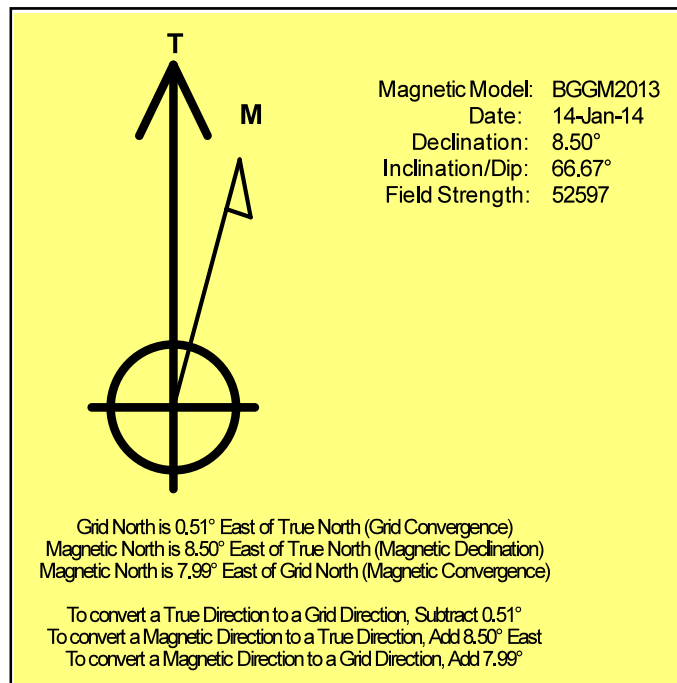 T
M
Magnetic Model: BGGM2013
Date: 14-Jan-14
Declination: 8.50°
Inclination/Dip: 66.67°
Field Strength: 52597
Grid North is 0.51° East of True North (Grid Convergence)
Magnetic North is 8.50° East of True North (Magnetic Declination)
Magnetic North is 7.99° East of Grid North (Magnetic Convergence)
To convert a True Direction to a Grid Direction, Subtract 0.51°
To convert a Magnetic Direction to a True Direction, Add 8.50° East
To convert a Magnetic Direction to a Grid Direction, Add 7.99°